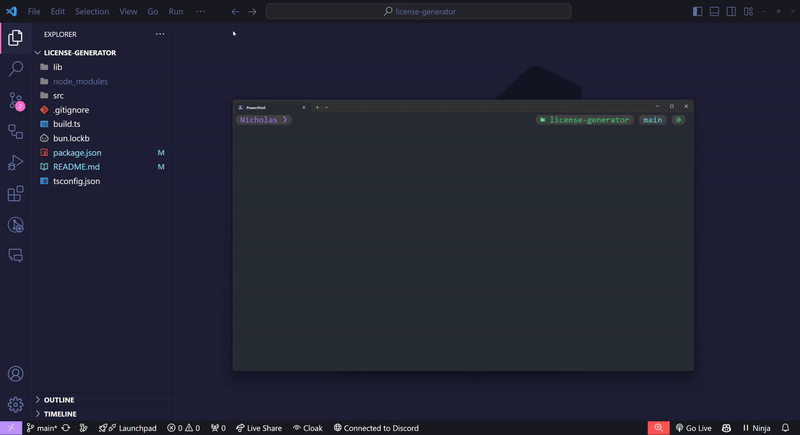 File Edit Selection View Go Run ···
license-generator
EXPLORER ···
LICENSE-GENERATOR
lib
node_modules
src
.gitignore
build.ts
bun.lockb
package.json M
README.md M
tsconfig.json
OUTLINE
TIMELINE
2
PowerShell
Nicholas ❯ license-generator main
main* Launchpad 0 0 0 Live Share Cloak Connected to Discord Go Live Ninja